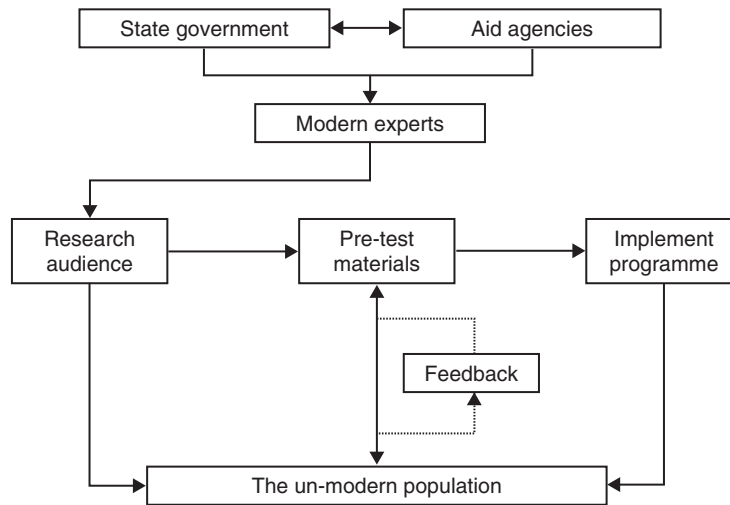 State government
Aid agencies
Modern experts
Research
audience
Pre-test
materials
Implement
programme
Feedback
The un-modern population